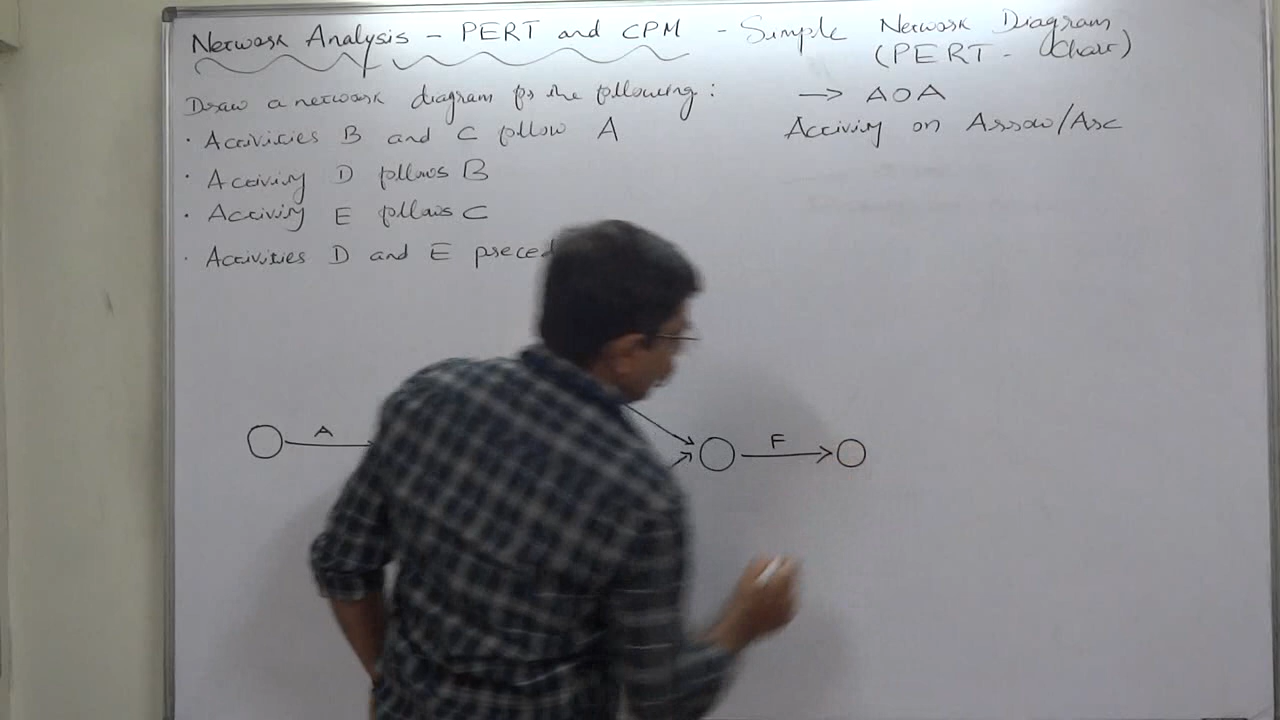 Network Analysis - PERT and CPM - Simple Network Diagram
(PERT - Chart)
Draw a network diagram for the following :
→ AOA
· Activities B and C follow A
Activity on Arrow/Arc
· Activity D follows B
· Activity E follows C
· Activities D and E preced
A
F